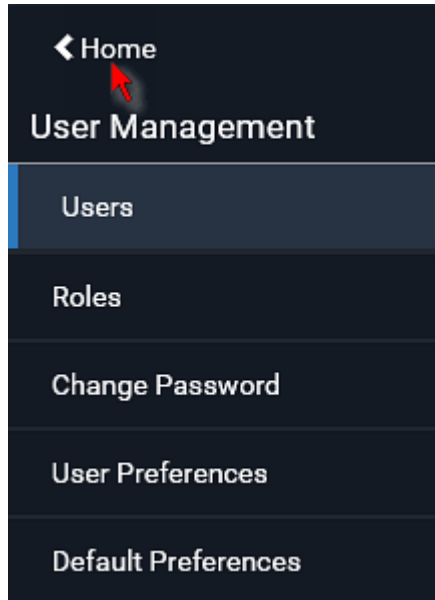 Home
User Management
Users
Roles
Change Password
User Preferences
Default Preferences